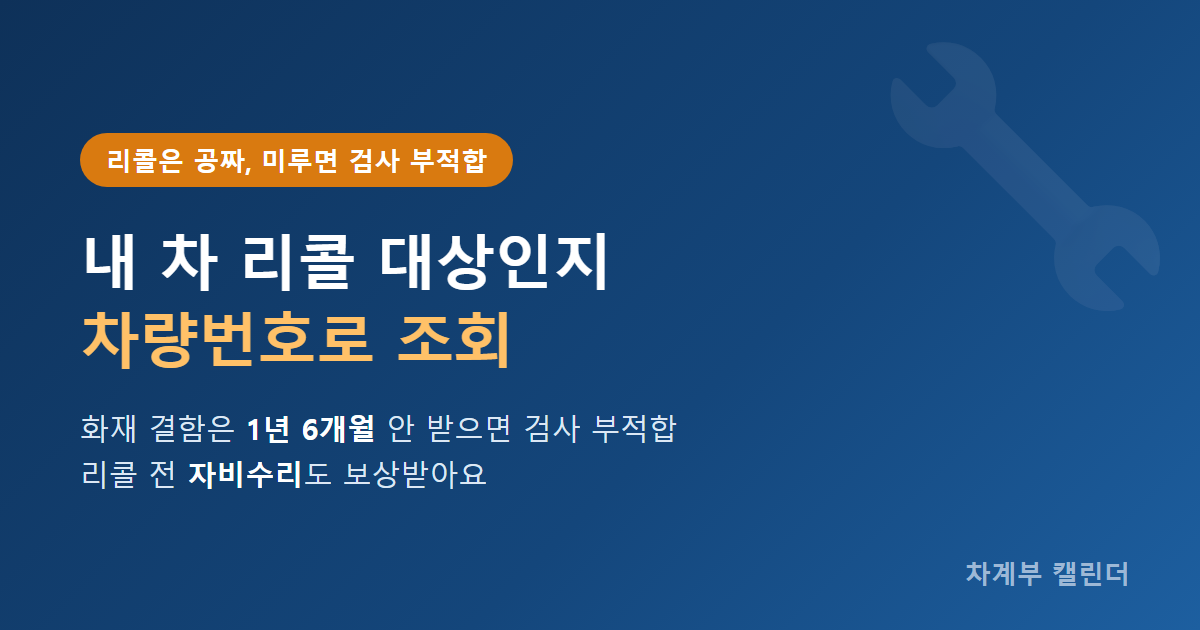 리콜은 공짜, 미루면 검사 부적합
내 차 리콜 대상인지
차량번호로 조회
화재 결함은 1년 6개월 안 받으면 검사 부적합
리콜 전 자비수리도 보상받아요
차계부 캘린더